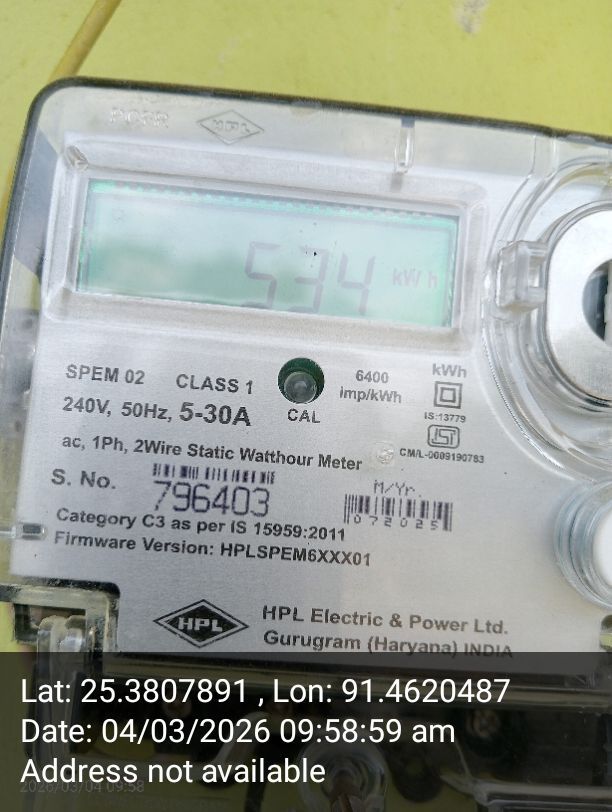 HPL
534 kWh
SPEM 02 CLASS 1 6400 imp/kWh kWh
240V, 50Hz, 5-30A CAL IS:13779
ac, 1Ph, 2Wire Static Watthour Meter CM/L-0009190783
S. No. 796403 M/Yr. 072025
Category C3 as per IS 15959:2011
Firmware Version: HPLSPEM6XXX01
HPL HPL Electric & Power Ltd.
Gurugram (Haryana) INDIA
Lat: 25.3807891 , Lon: 91.4620487
Date: 04/03/2026 09:58:59 am
Address not available
2026/03/04 09:58